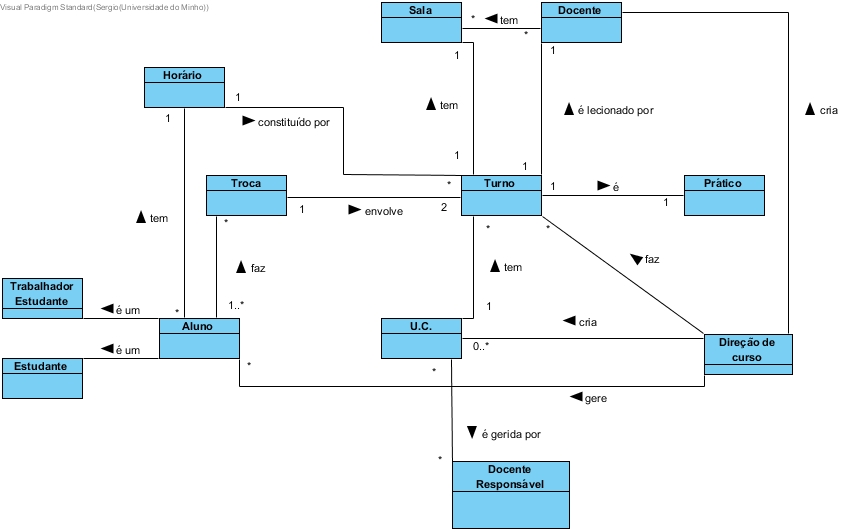 Visual Paradigm Standard(Sergio(Universidade do Minho))
Sala
Docente
*
tem
*
1
1
Horário
1
1
constituído por
tem
é lecionado por
cria
1
1
Troca
*
Turno
1
é
1
Prático
*
1
envolve
2
tem
*
*
faz
tem
faz
Trabalhador
Estudante
é um
*
1..*
1
Aluno
U.C.
cria
0..*
Direção de
curso
é um
Estudante
*
*
gere
é gerida por
*
Docente
Responsável